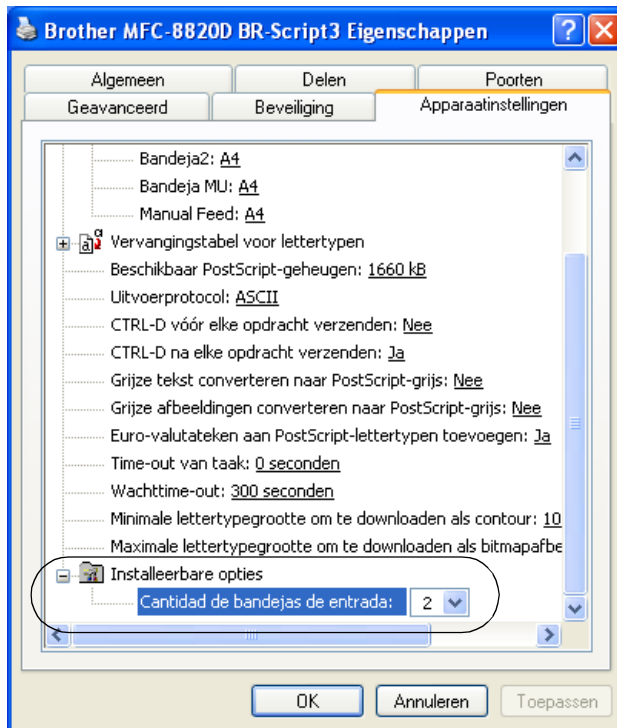 Brother MFC-8820D BR-Script3 Eigenschappen
Algemeen Delen Poorten
Geavanceerd Beveiliging Apparaatinstellingen
Bandeja2: A4
Bandeja MU: A4
Manual Feed: A4
Vervangingstabel voor lettertypen
Beschikbaar PostScript-geheugen: 1660 kB
Uitvoerprotocol: ASCII
CTRL-D vóór elke opdracht verzenden: Nee
CTRL-D na elke opdracht verzenden: Ja
Grijze tekst converteren naar PostScript-grijs: Nee
Grijze afbeeldingen converteren naar PostScript-grijs: Nee
Euro-valutateken aan PostScript-lettertypen toevoegen: Ja
Time-out van taak: 0 seconden
Wachttime-out: 300 seconden
Minimale lettertypegrootte om te downloaden als contour: 10
Maximale lettertypegrootte om te downloaden als bitmapafbe
Installeerbare opties
Cantidad de bandejas de entrada: 2
OK Annuleren Toepassen